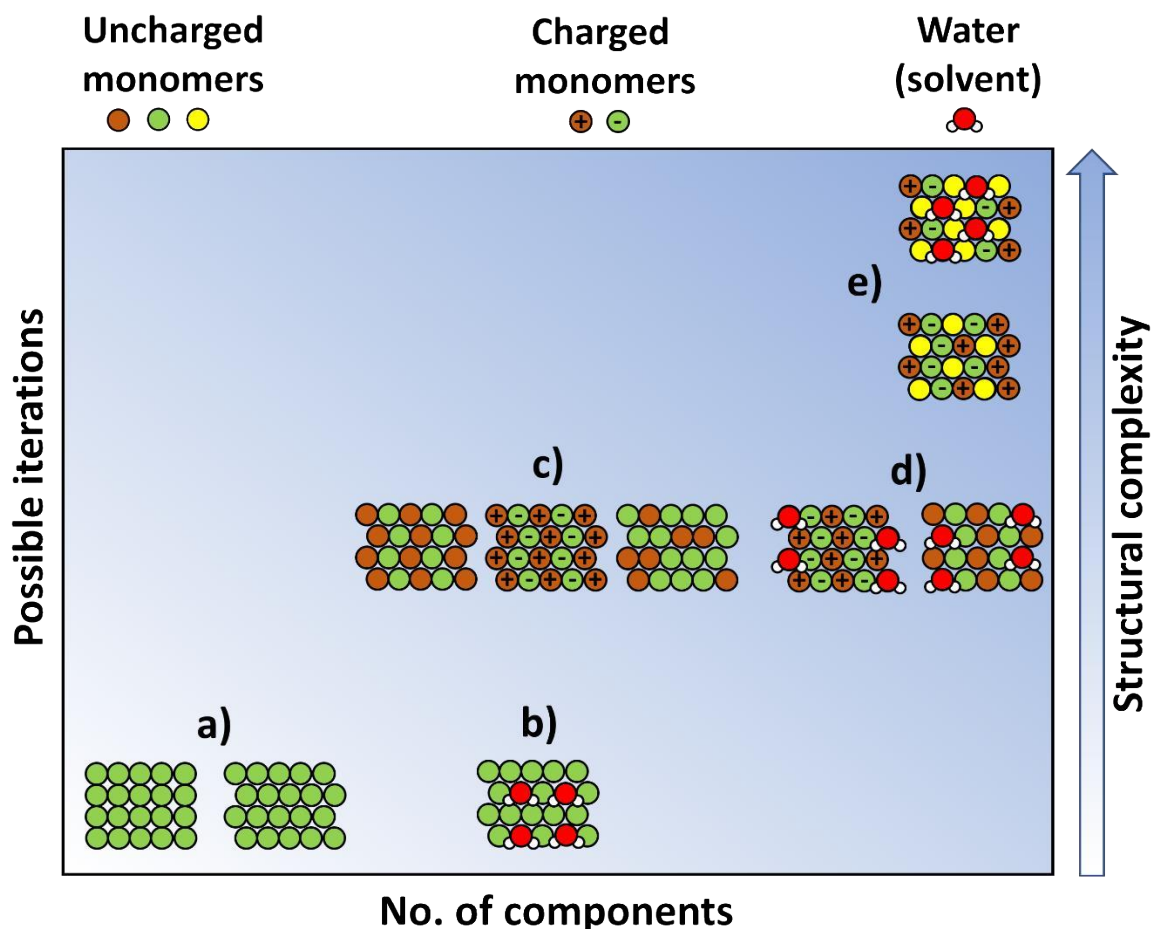 Uncharged
monomers
Charged
monomers
+ -
Water
(solvent)
+ -
- +
+ -
- +
e)
+ - - +
- + +
+ - - +
- + +
c)
d)
+ - + - +
+ - + - +
+ - + - +
+ - + - +
- + - +
+ - + -
- + - +
+ - + -
a)
b)
Possible iterations
Structural complexity
No. of components